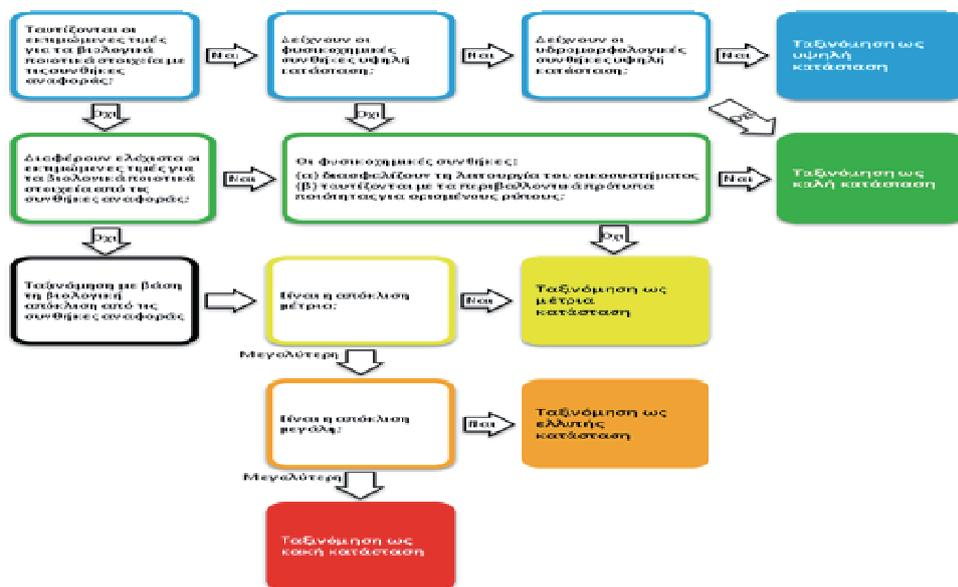 Ταυτίζονται οι
εκτιμώμενες τιμές
για τα βιολογικά
ποιοτικά στοιχεία με
τις συνθήκες
αναφοράς;
Ναι
Δείχνουν οι
φυσικοχημικές
συνθήκες υψηλή
κατάσταση;
Ναι
Δείχνουν οι
υδρομορφολογικές
συνθήκες υψηλή
κατάσταση;
Ναι
Ταξινόμηση ως
υψηλή
κατάσταση
Όχι
Όχι
Διαφέρουν ελάχιστα οι
εκτιμώμενες τιμές για
τα βιολογικά ποιοτικά
στοιχεία από τις
συνθήκες αναφοράς;
Ναι
Οι φυσικοχημικές συνθήκες:
(α) διασφαλίζουν τη λειτουργία του οικοσυστήματος
(β) ταυτίζονται με τα περιβαλλοντικά πρότυπα
ποιότητας για ορισμένους ρύπους;
Ναι
Ταξινόμηση ως
καλή κατάσταση
Όχι
Όχι
Ταξινόμηση με βάση
τη βιολογική
απόκλιση από τις
συνθήκες αναφοράς
Είναι η απόκλιση
μέτρια;
Ναι
Ταξινόμηση ως
μέτρια
κατάσταση
Μεγαλύτερη
Είναι η απόκλιση
μεγάλη;
Ναι
Ταξινόμηση ως
ελλιπής
κατάσταση
Μεγαλύτερη
Ταξινόμηση ως
κακή κατάσταση